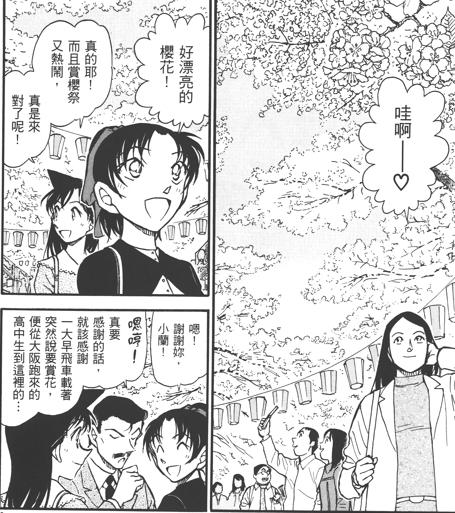 哇啊──♡
好漂亮的
櫻花！
真的耶！
而且賞櫻祭
又熱鬧，
真是來
對了呢！
嗯！
謝謝妳，
小蘭！
嗯哼！
真要
感謝的話，
就該感謝
一大早飛車載著
突然說要賞花，
便從大阪跑來的
高中生到這裡的…